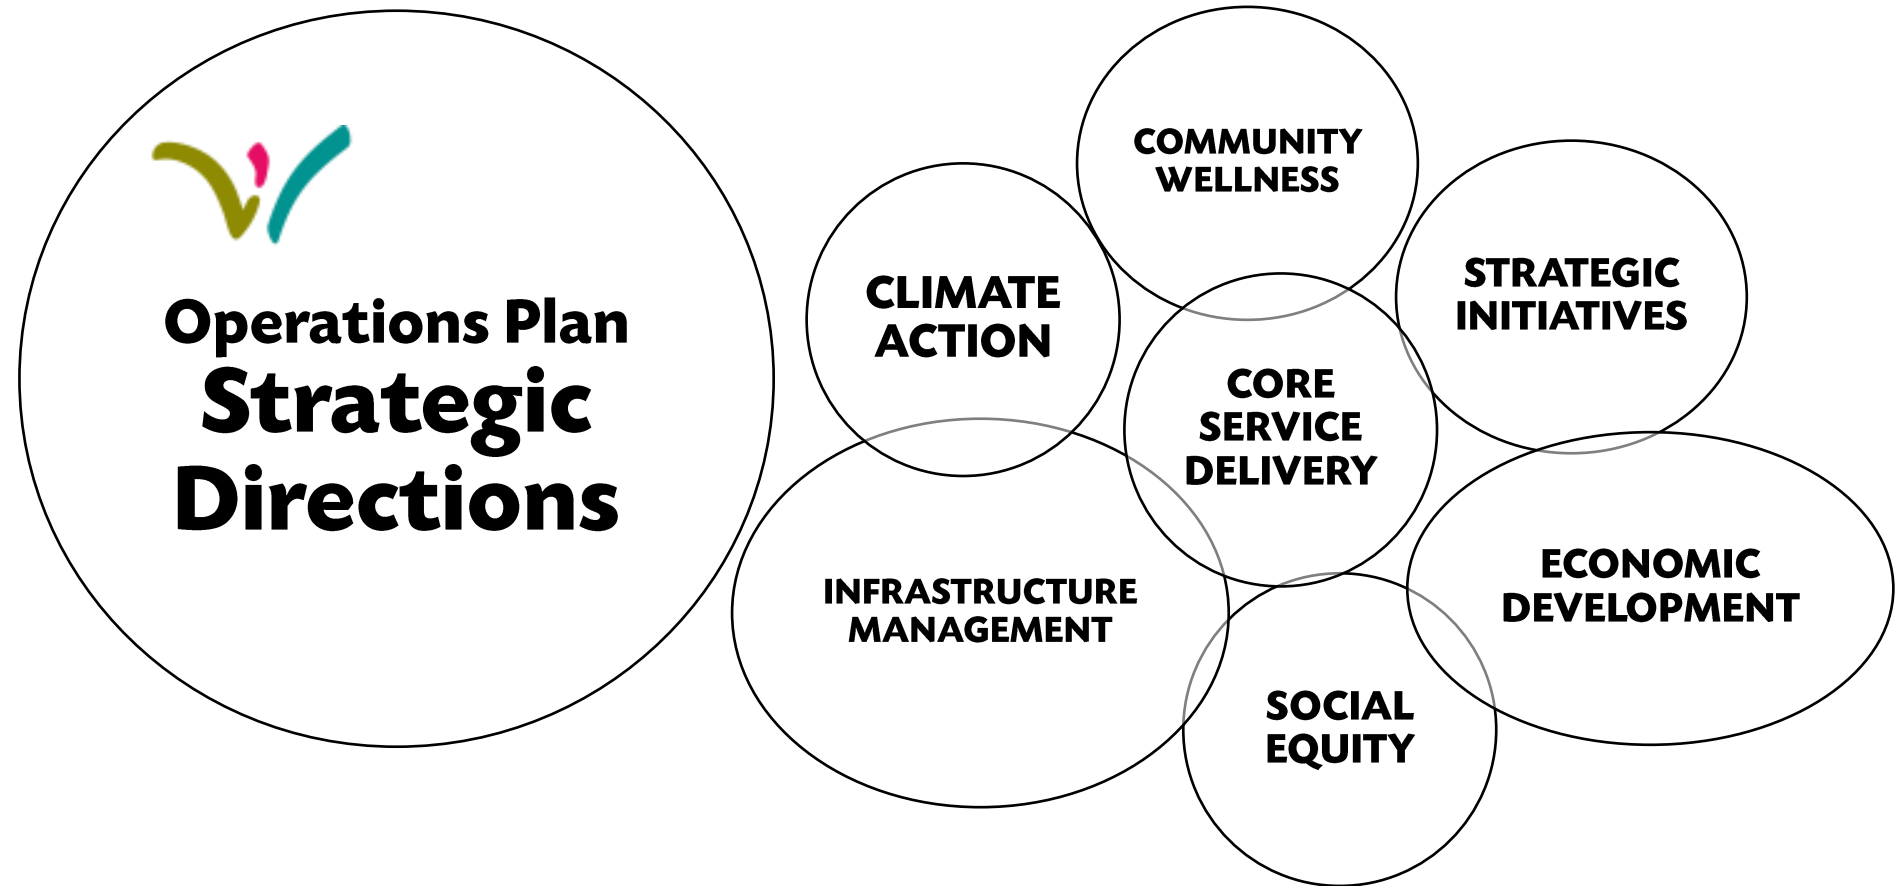 Operations Plan
Strategic
Directions
COMMUNITY
WELLNESS
CLIMATE
ACTION
STRATEGIC
INITIATIVES
CORE
SERVICE
DELIVERY
INFRASTRUCTURE
MANAGEMENT
ECONOMIC
DEVELOPMENT
SOCIAL
EQUITY